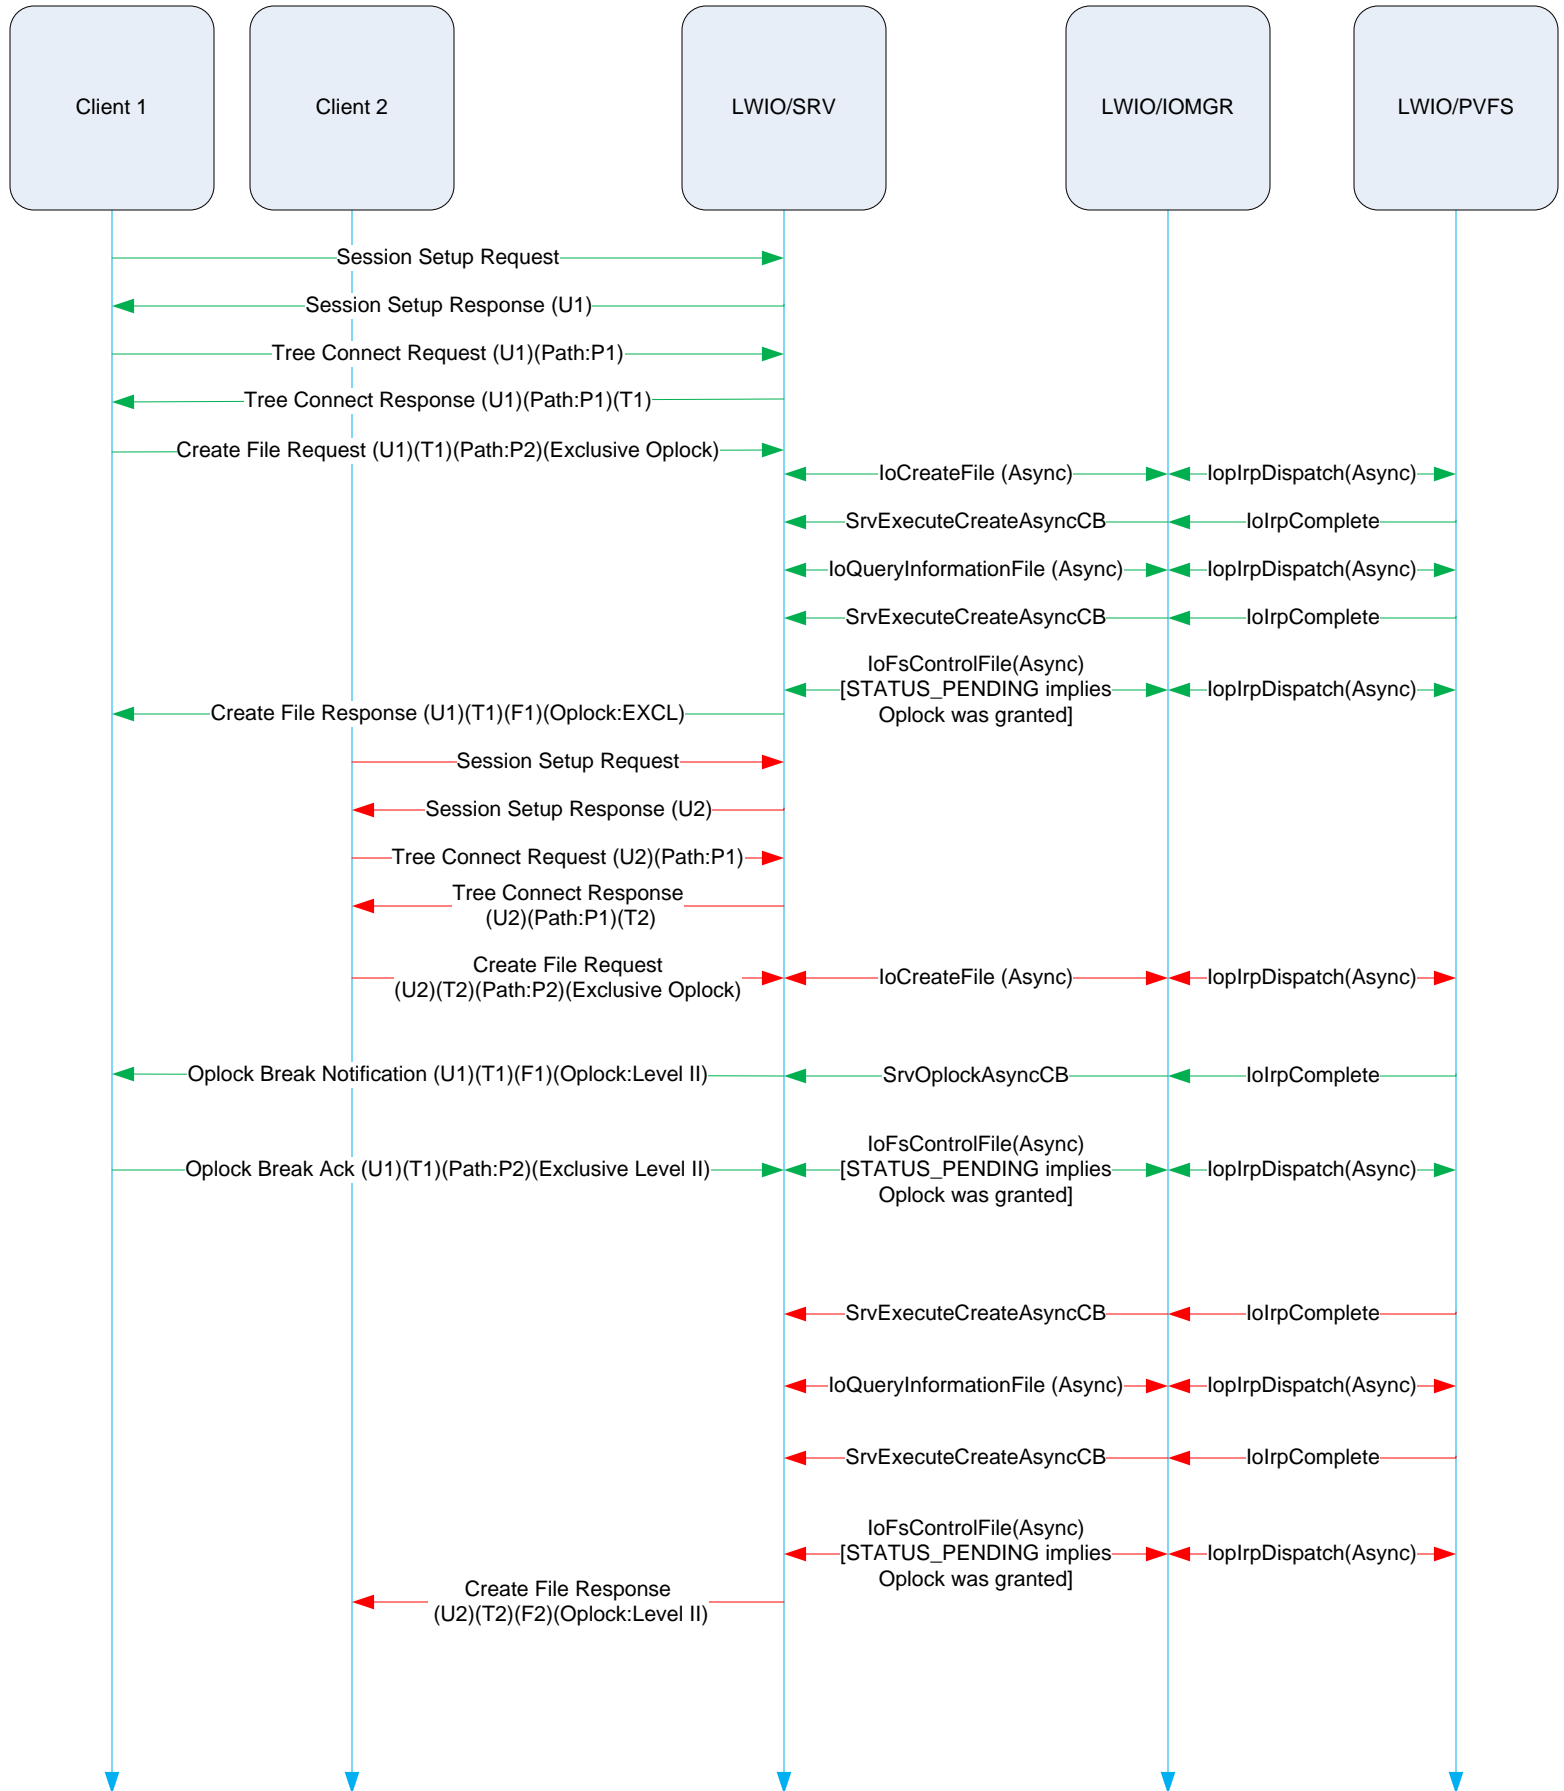 Client 1
Client 2
LWIO/SRV
LWIO/IOMGR
LWIO/PVFS
Session Setup Request
Session Setup Response (U1)
Tree Connect Request (U1)(Path:P1)
Tree Connect Response (U1)(Path:P1)(T1)
Create File Request (U1)(T1)(Path:P2)(Exclusive Oplock)
IoCreateFile (Async)
IopIrpDispatch(Async)
SrvExecuteCreateAsyncCB
IoIrpComplete
IoQueryInformationFile (Async)
IopIrpDispatch(Async)
SrvExecuteCreateAsyncCB
IoIrpComplete
IoFsControlFile(Async)
[STATUS_PENDING implies
Oplock was granted]
IopIrpDispatch(Async)
Create File Response (U1)(T1)(F1)(Oplock:EXCL)
Session Setup Request
Session Setup Response (U2)
Tree Connect Request (U2)(Path:P1)
Tree Connect Response
(U2)(Path:P1)(T2)
Create File Request
(U2)(T2)(Path:P2)(Exclusive Oplock)
IoCreateFile (Async)
IopIrpDispatch(Async)
Oplock Break Notification (U1)(T1)(F1)(Oplock:Level II)
SrvOplockAsyncCB
IoIrpComplete
Oplock Break Ack (U1)(T1)(Path:P2)(Exclusive Level II)
IoFsControlFile(Async)
[STATUS_PENDING implies
Oplock was granted]
IopIrpDispatch(Async)
SrvExecuteCreateAsyncCB
IoIrpComplete
IoQueryInformationFile (Async)
IopIrpDispatch(Async)
SrvExecuteCreateAsyncCB
IoIrpComplete
IoFsControlFile(Async)
[STATUS_PENDING implies
Oplock was granted]
IopIrpDispatch(Async)
Create File Response
(U2)(T2)(F2)(Oplock:Level II)